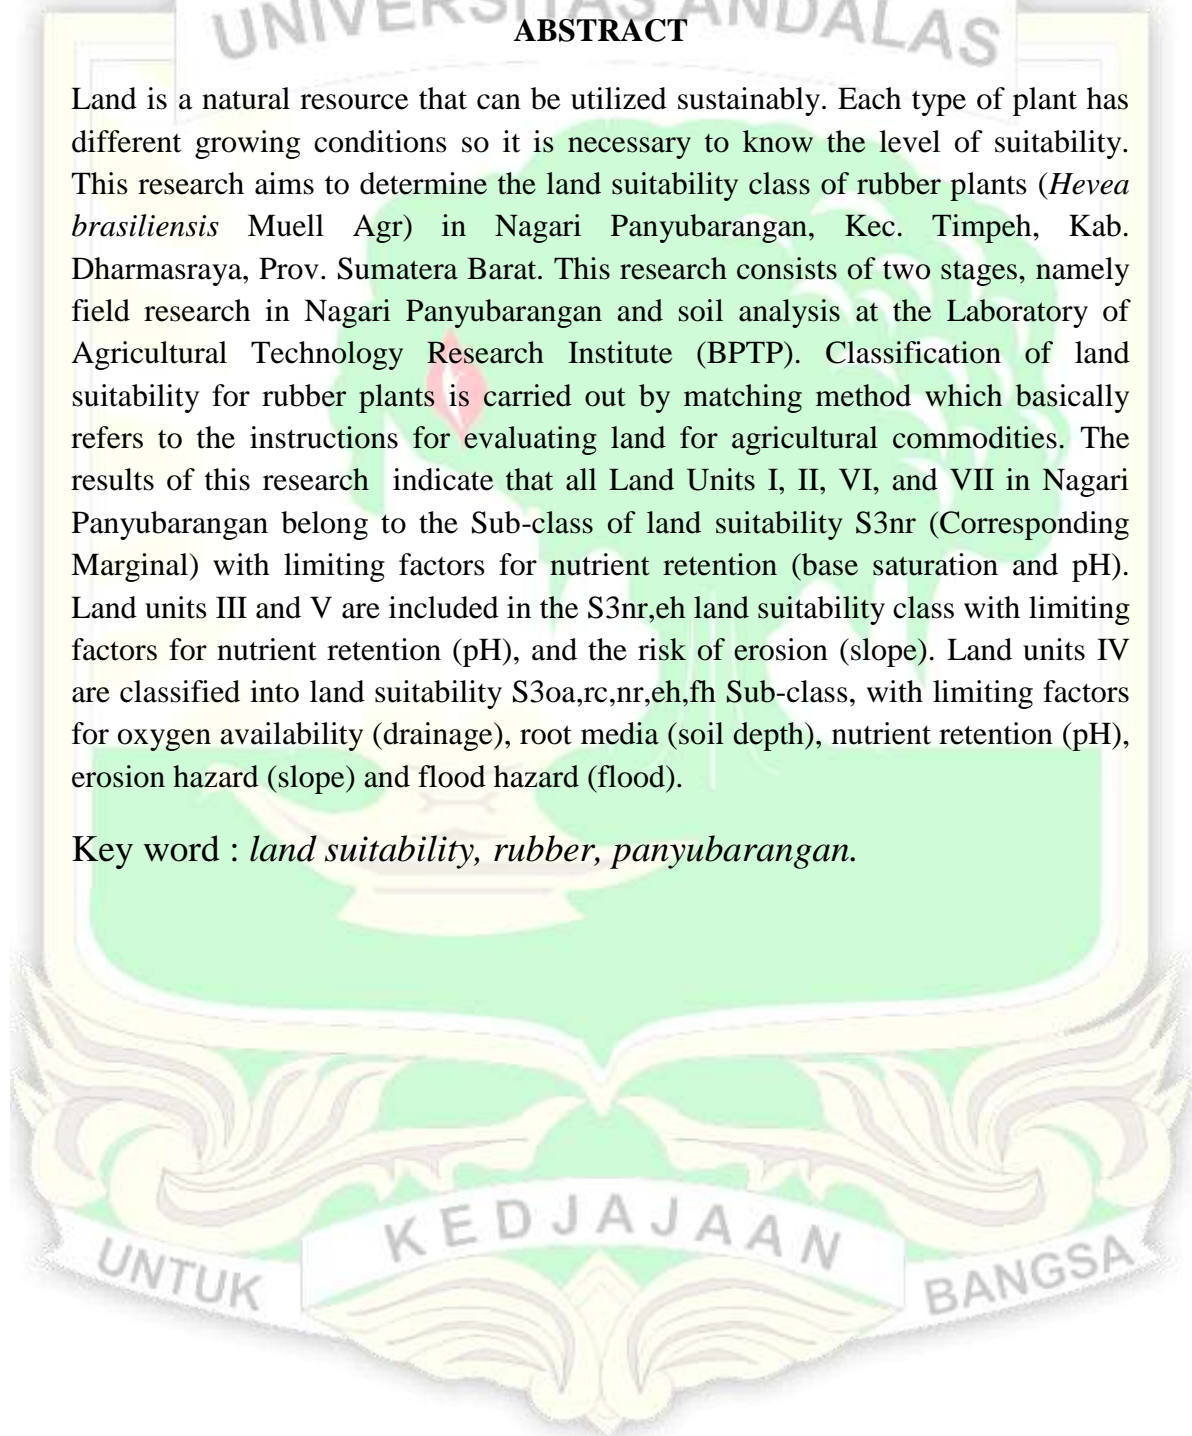 UNIVERSITAS ANDALAS
ABSTRACT
Land is a natural resource that can be utilized sustainably. Each type of plant has
different growing conditions so it is necessary to know the level of suitability.
This research aims to determine the land suitability class of rubber plants (Hevea
brasiliensis Muell Agr) in Nagari Panyubarangan, Kec. Timpeh, Kab.
Dharmasraya, Prov. Sumatera Barat. This research consists of two stages, namely
field research in Nagari Panyubarangan and soil analysis at the Laboratory of
Agricultural Technology Research Institute (BPTP). Classification of land
suitability for rubber plants is carried out by matching method which basically
refers to the instructions for evaluating land for agricultural commodities. The
results of this research indicate that all Land Units I, II, VI, and VII in Nagari
Panyubarangan belong to the Sub-class of land suitability S3nr (Corresponding
Marginal) with limiting factors for nutrient retention (base saturation and pH).
Land units III and V are included in the S3nr,eh land suitability class with limiting
factors for nutrient retention (pH), and the risk of erosion (slope). Land units IV
are classified into land suitability S3oa,rc,nr,eh,fh Sub-class, with limiting factors
for oxygen availability (drainage), root media (soil depth), nutrient retention (pH),
erosion hazard (slope) and flood hazard (flood).
Key word : land suitability, rubber, panyubarangan.
UNTUK KEDJAJAAN BANGSA